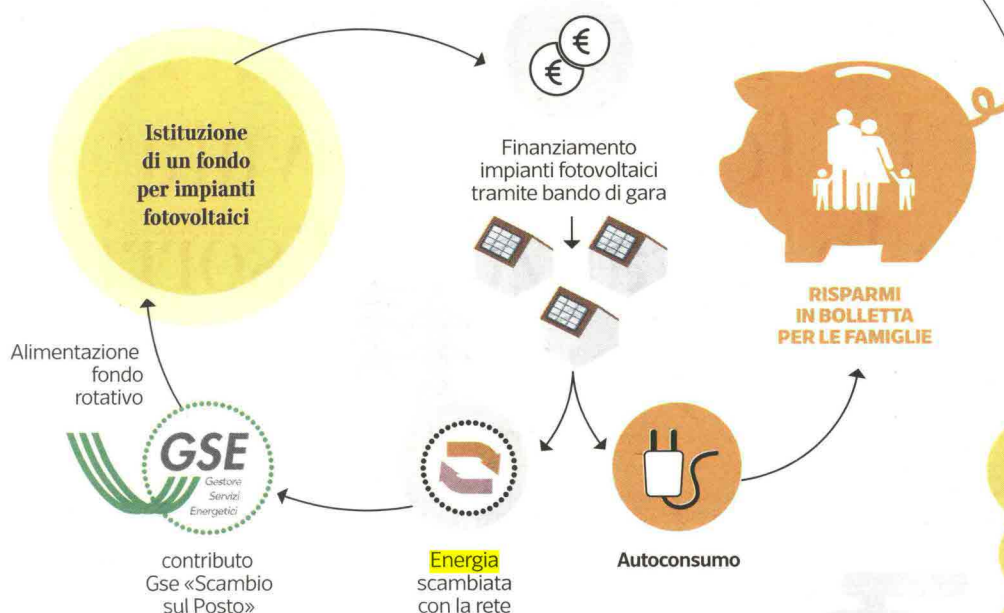 Istituzione
di un fondo
per impianti
fotovoltaici
€
€
Finanziamento
impianti fotovoltaici
tramite bando di gara
RISPARMI
IN BOLLETTA
PER LE FAMIGLIE
Alimentazione
fondo
rotativo
GSE
Gestore
Servizi
Energetici
contributo
Gse «Scambio
sul Posto»
Energia
scambiata
con la rete
Autoconsumo